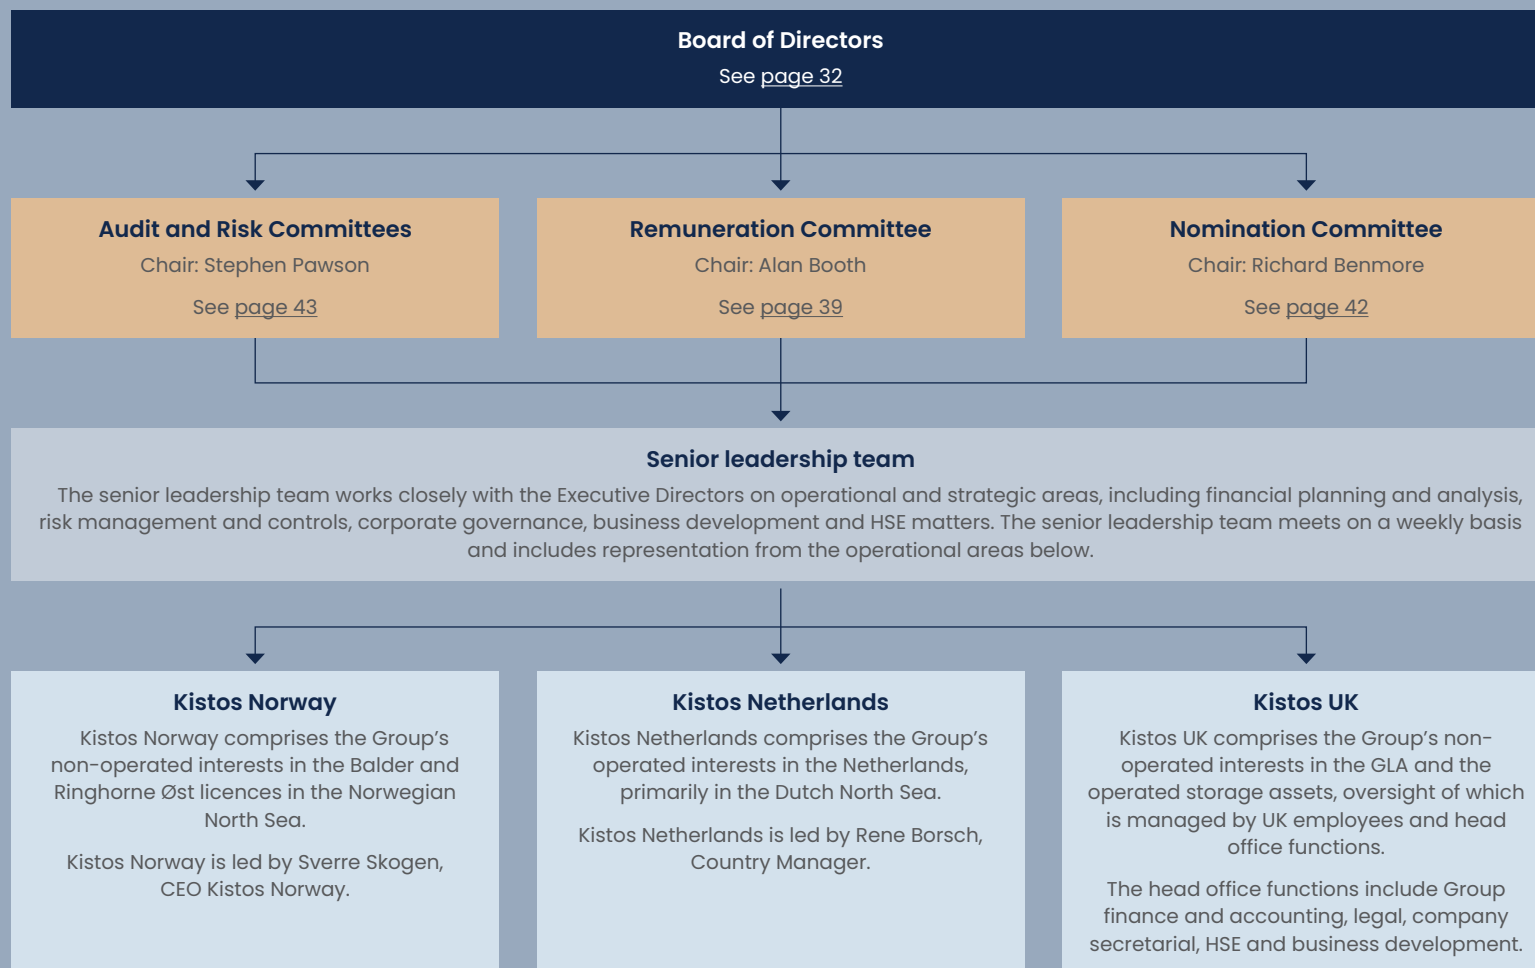 Board of Directors
See page 32
Audit and Risk Committees
Chair: Stephen Pawson
See page 43
Remuneration Committee
Chair: Alan Booth
See page 39
Nomination Committee
Chair: Richard Benmore
See page 42
Senior leadership team
The senior leadership team works closely with the Executive Directors on operational and strategic areas, including financial planning and analysis,
risk management and controls, corporate governance, business development and HSE matters. The senior leadership team meets on a weekly basis
and includes representation from the operational areas below.
Kistos Norway
Kistos Norway comprises the Group’s
non-operated interests in the Balder and
Ringhorne Øst licences in the Norwegian
North Sea.
Kistos Norway is led by Sverre Skogen,
CEO Kistos Norway.
Kistos Netherlands
Kistos Netherlands comprises the Group’s
operated interests in the Netherlands,
primarily in the Dutch North Sea.
Kistos Netherlands is led by Rene Borsch,
Country Manager.
Kistos UK
Kistos UK comprises the Group’s non-
operated interests in the GLA and the
operated storage assets, oversight of which
is managed by UK employees and head
office functions.
The head office functions include Group
finance and accounting, legal, company
secretarial, HSE and business development.